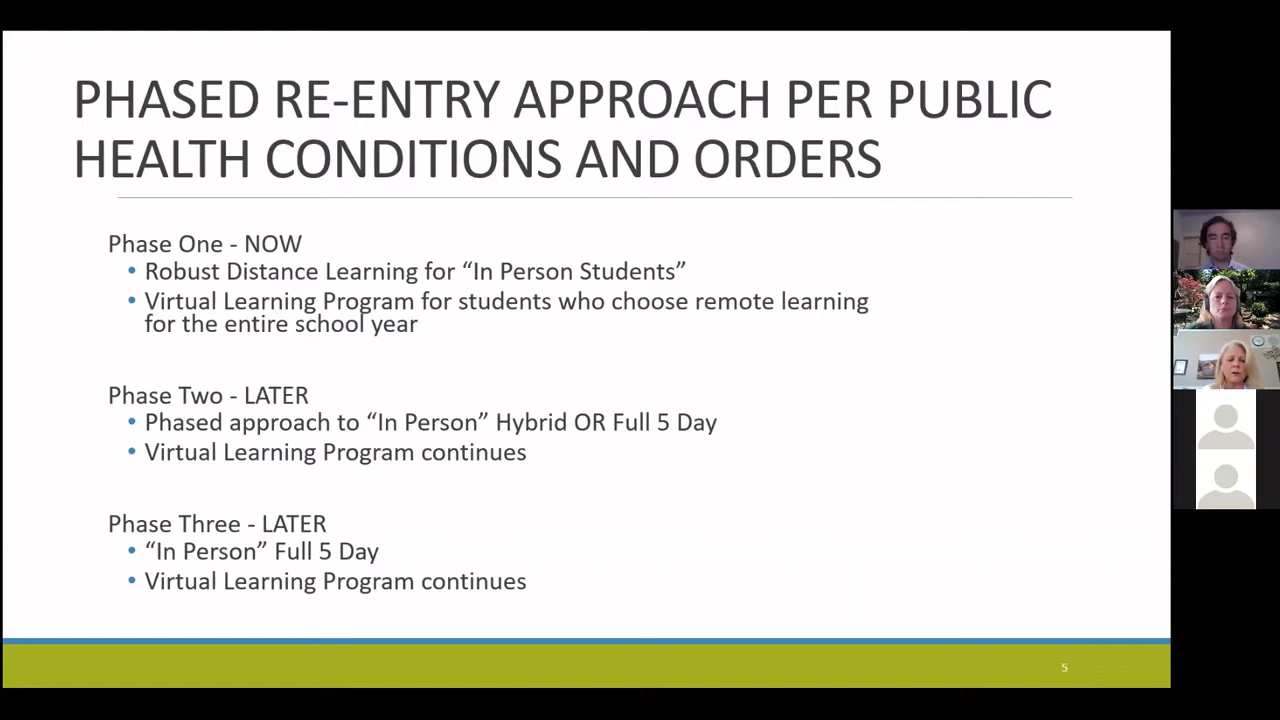 PHASED RE-ENTRY APPROACH PER PUBLIC
HEALTH CONDITIONS AND ORDERS
Phase One - NOW
• Robust Distance Learning for “In Person Students”
• Virtual Learning Program for students who choose remote learning
for the entire school year
Phase Two - LATER
• Phased approach to “In Person” Hybrid OR Full 5 Day
• Virtual Learning Program continues
Phase Three - LATER
• “In Person” Full 5 Day
• Virtual Learning Program continues
5